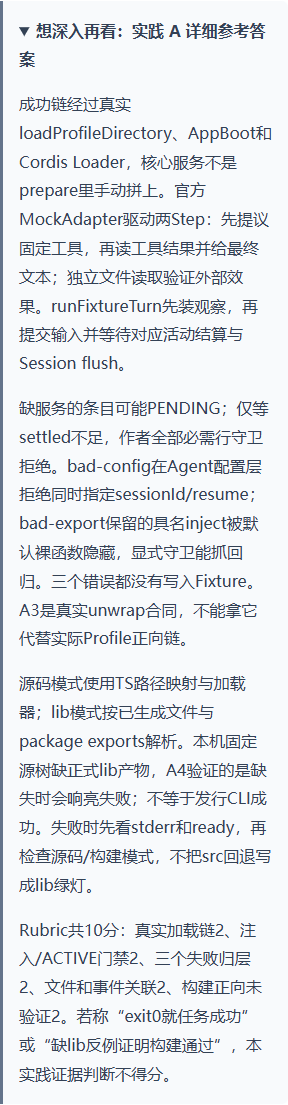 ▼ 想深入再看：实践 A 详细参考答
案
成功链经过真实
loadProfileDirectory、AppBoot和
Cordis Loader，核心服务不是
prepare里手动拼上。官方
MockAdapter驱动两Step：先提议
固定工具，再读工具结果并给最终
文本；独立文件读取验证外部效
果。runFixtureTurn先装观察，再
提交输入并等待对应活动结算与
Session flush。
缺服务的条目可能PENDING；仅等
settled不足，作者全部必需行守卫
拒绝。bad-config在Agent配置层
拒绝同时指定sessionId/resume；
bad-export保留的具名inject被默
认裸函数隐藏，显式守卫能抓回
归。三个错误都没有写入Fixture。
A3是真实unwrap合同，不能拿它
代替实际Profile正向链。
源码模式使用TS路径映射与加载
器；lib模式按已生成文件与
package exports解析。本机固定
源树缺正式lib产物，A4验证的是缺
失时会响亮失败；不等于发行CLI成
功。失败时先看stderr和ready，再
检查源码/构建模式，不把src回退写
成lib绿灯。
Rubric共10分：真实加载链2、注
入/ACTIVE门禁2、三个失败归层
2、文件和事件关联2、构建正向未
验证2。若称“exit0就任务成功”
或“缺lib反例证明构建通过”，本
实践证据判断不得分。